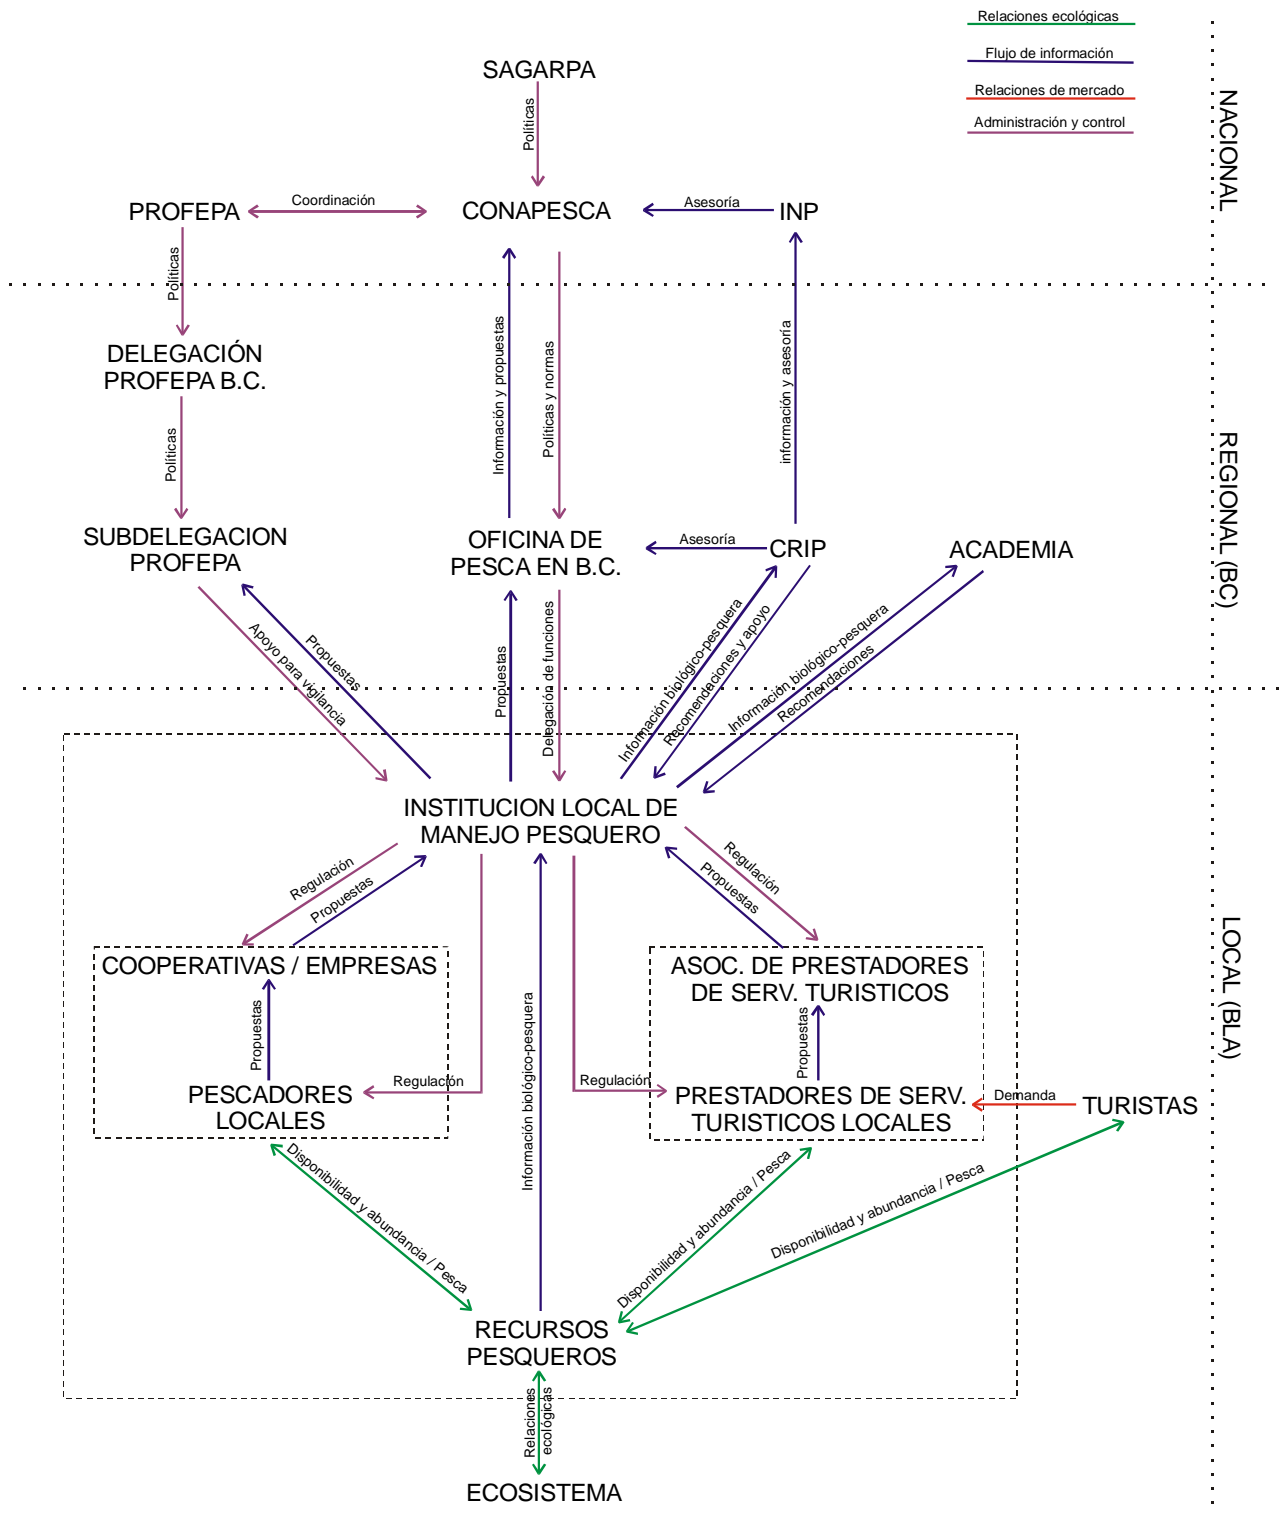 Relaciones ecológicas
Flujo de información
Relaciones de mercado
Administración y control
NACIONAL
SAGARPA
Políticas
PROFEPA
Coordinación
CONAPESCA
Asesoría
INP
Políticas
DELEGACIÓN
PROFEPA B.C.
Información y propuestas
Políticas y normas
información y asesoría
REGIONAL (BC)
Políticas
SUBDELEGACION
PROFEPA
OFICINA DE
PESCA EN B.C.
Asesoría
CRIP
ACADEMIA
Apoyo para vigilancia
Propuestas
Propuestas
Delegación de funciones
Información biológico-pesquera
Recomendaciones y apoyo
Información biológico-pesquera
Recomendaciones
INSTITUCION LOCAL DE
MANEJO PESQUERO
LOCAL (BLA)
Regulación
Propuestas
Propuestas
Regulación
COOPERATIVAS / EMPRESAS
ASOC. DE PRESTADORES
DE SERV. TURISTICOS
Propuestas
Información biológico-pesquera
Propuestas
PESCADORES
LOCALES
Regulación
Regulación
PRESTADORES DE SERV.
TURISTICOS LOCALES
Demanda
TURISTAS
Disponibilidad y abundancia / Pesca
Disponibilidad y abundancia / Pesca
Disponibilidad y abundancia / Pesca
RECURSOS
PESQUEROS
Relaciones
ecológicas
ECOSISTEMA